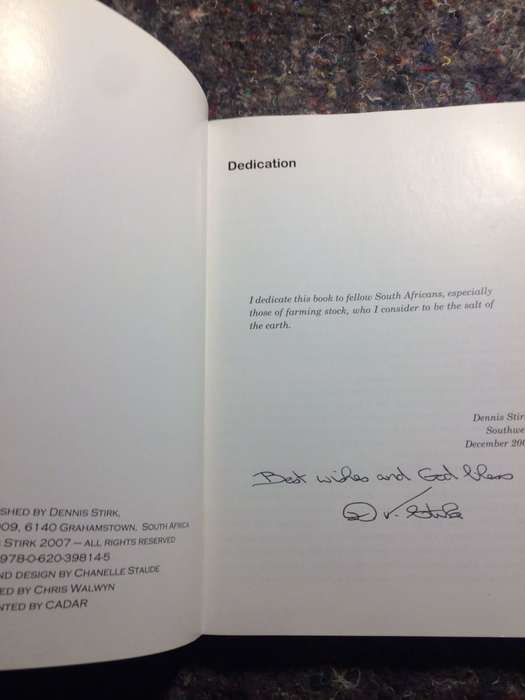 SHED BY DENNIS STIRK,
09, 6140 GRAHAMSTOWN, SOUTH AFRICA
STIRK 2007 – ALL RIGHTS RESERVED
978-0-620-39814-5
ND DESIGN BY CHANELLE STAUDE
ED BY CHRIS WALWYN
NTED BY CADAR
Dedication
I dedicate this book to fellow South Africans, especially
those of farming stock, who I consider to be the salt of
the earth.
Dennis Stir
Southwe
December 200
Best wishes and God bless
D v. Stirk